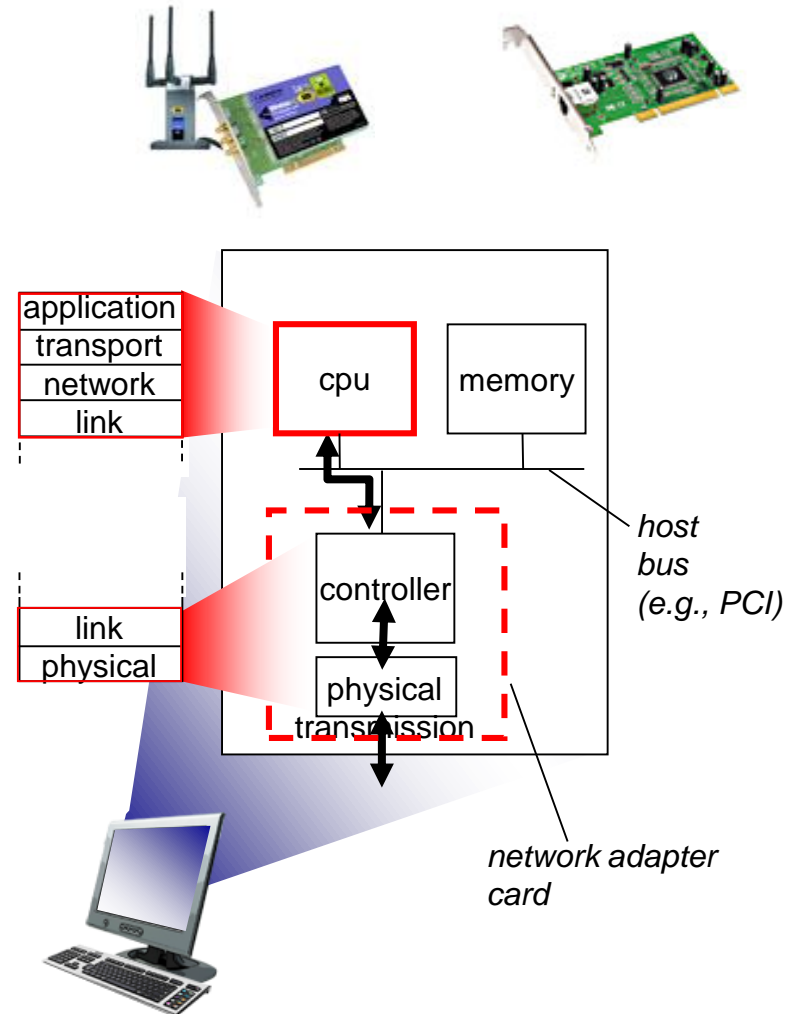 application
transport
network
link
cpu
memory
host
bus
(e.g., PCI)
controller
link
physical
physical
transmission
network adapter
card